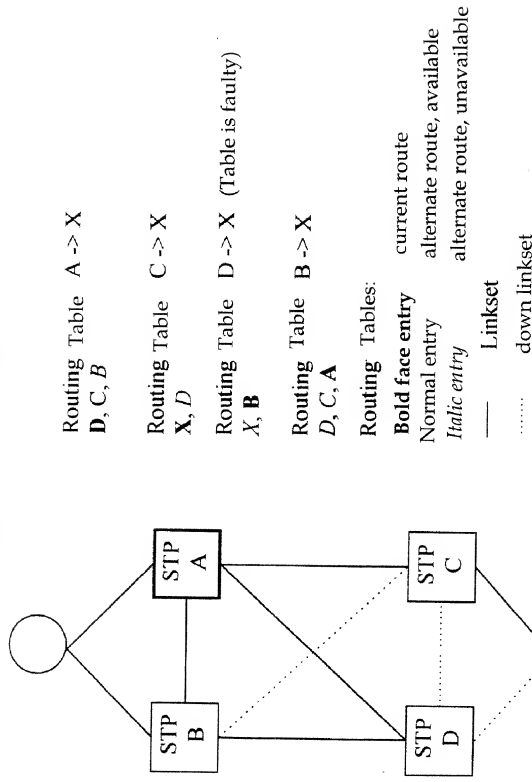 Routing Table A -> X
D, C, B
Routing Table C -> X
X, D
Routing Table D -> X (Table is faulty)
X, B
Routing Table B -> X
D, C, A
Routing Tables:
Bold face entry current route
Normal entry alternate route, available
Italic entry alternate route, unavailable
Linkset
down linkset
STP
A
STP
B
STP
C
STP
D